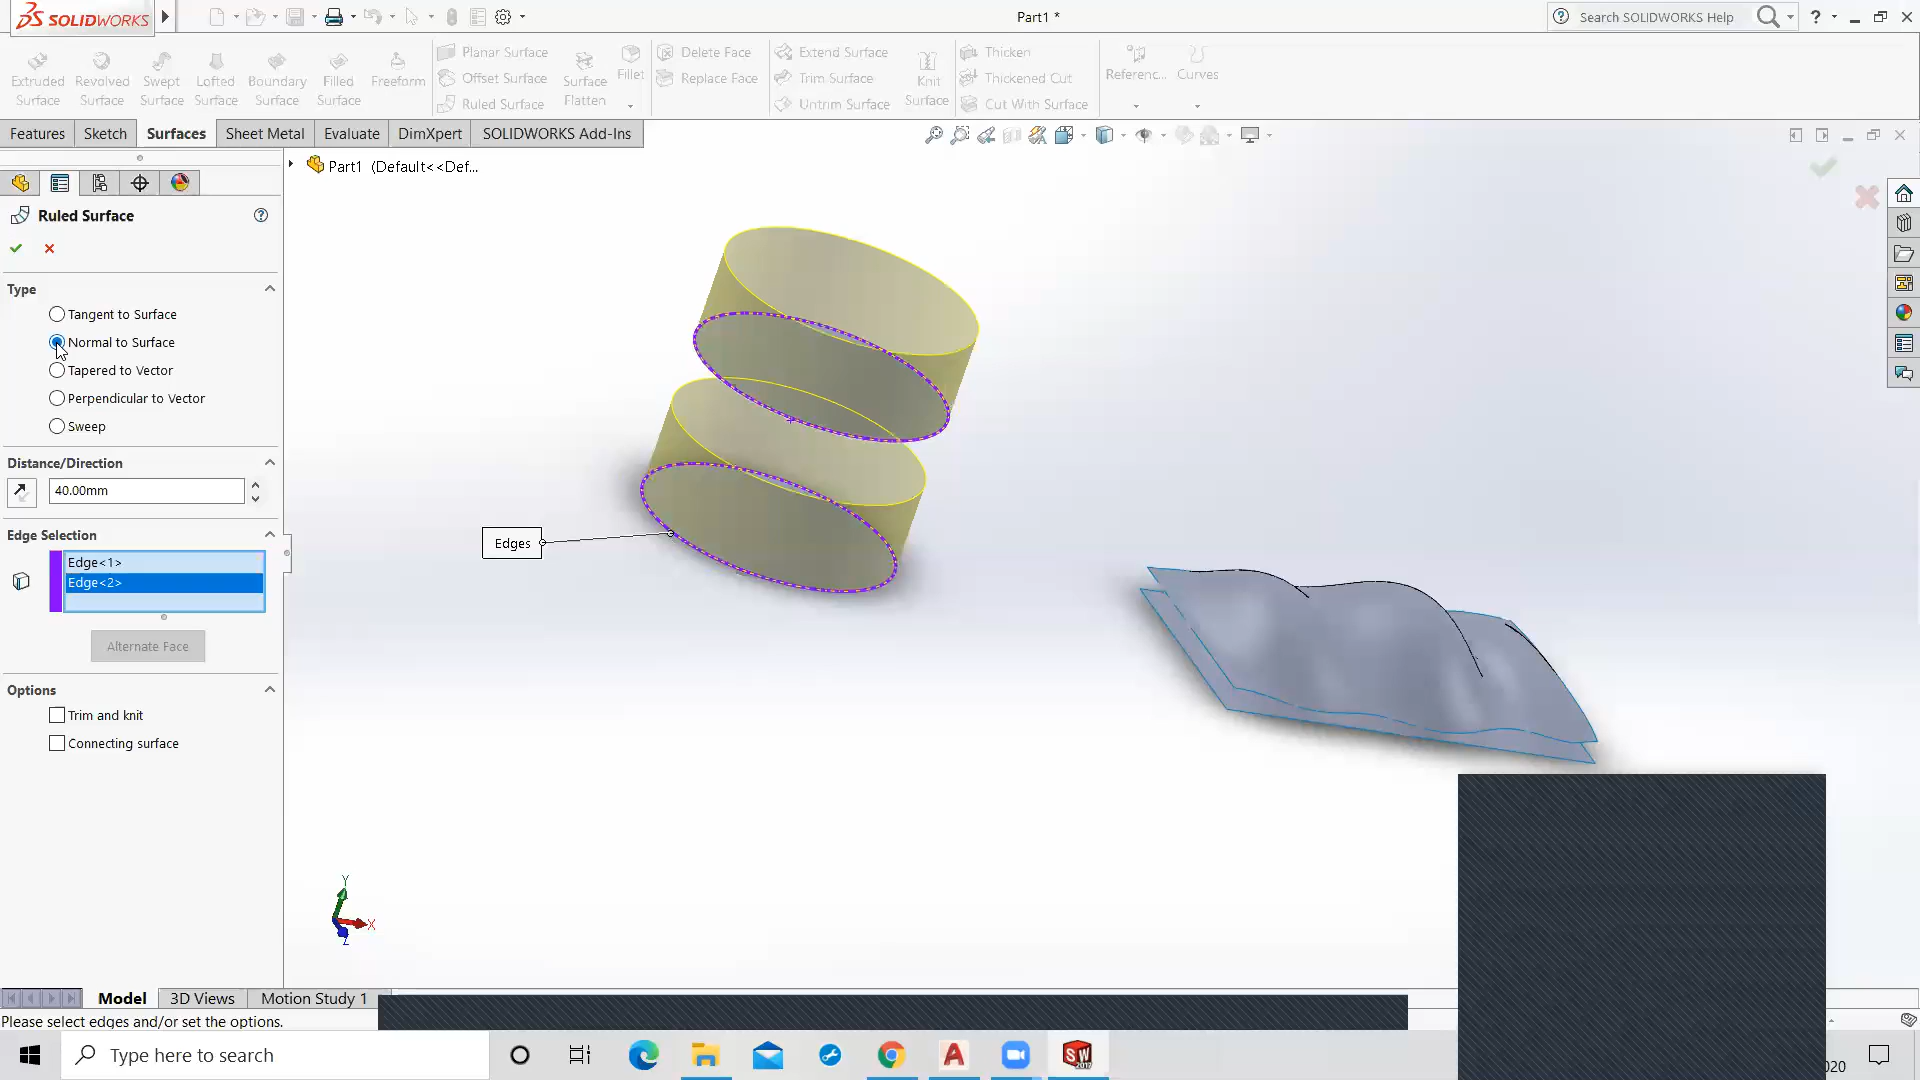 SOLIDWORKS
Part1 *
Search SOLIDWORKS Help
Extruded Surface
Revolved Surface
Swept Surface
Lofted Surface
Boundary Surface
Filled Surface
Freeform
Planar Surface
Offset Surface
Ruled Surface
Surface Flatten
Fillet
Delete Face
Replace Face
Extend Surface
Trim Surface
Untrim Surface
Knit Surface
Thicken
Thickened Cut
Cut With Surface
Referenc...
Curves
Features
Sketch
Surfaces
Sheet Metal
Evaluate
DimXpert
SOLIDWORKS Add-Ins
Part1 (Default<<Def...
Ruled Surface
Type
Tangent to Surface
Normal to Surface
Tapered to Vector
Perpendicular to Vector
Sweep
Distance/Direction
40.00mm
Edge Selection
Edge<1>
Edge<2>
Alternate Face
Options
Trim and knit
Connecting surface
Edges
Y
X
Z
Model
3D Views
Motion Study 1
Please select edges and/or set the options.
Type here to search
SW
2017
020